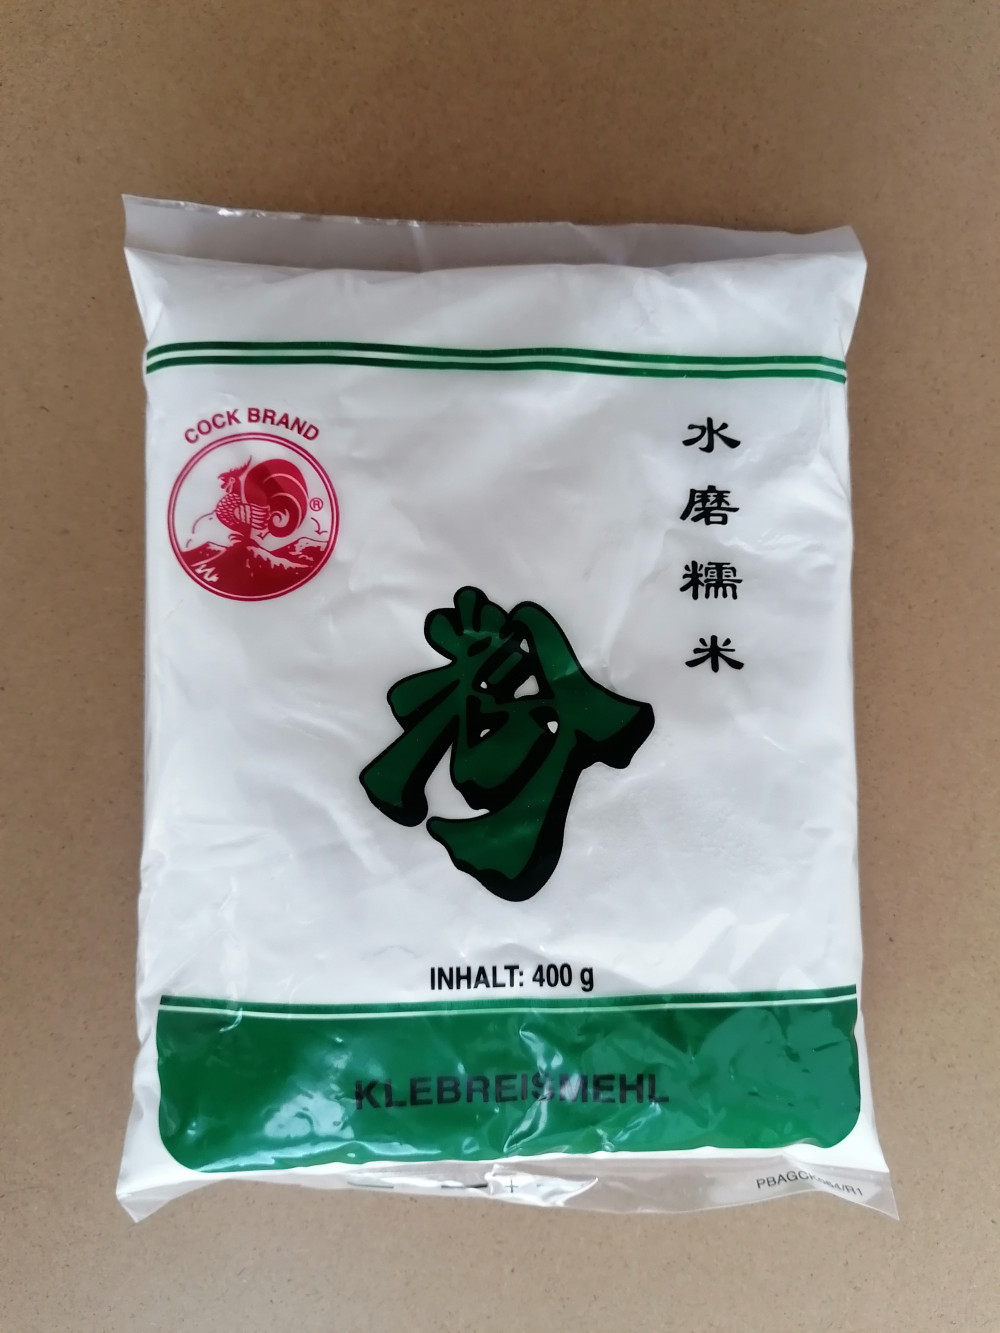 COCK BRAND
®
水磨糯米
粉
INHALT: 400 g
KLEBREISMEHL